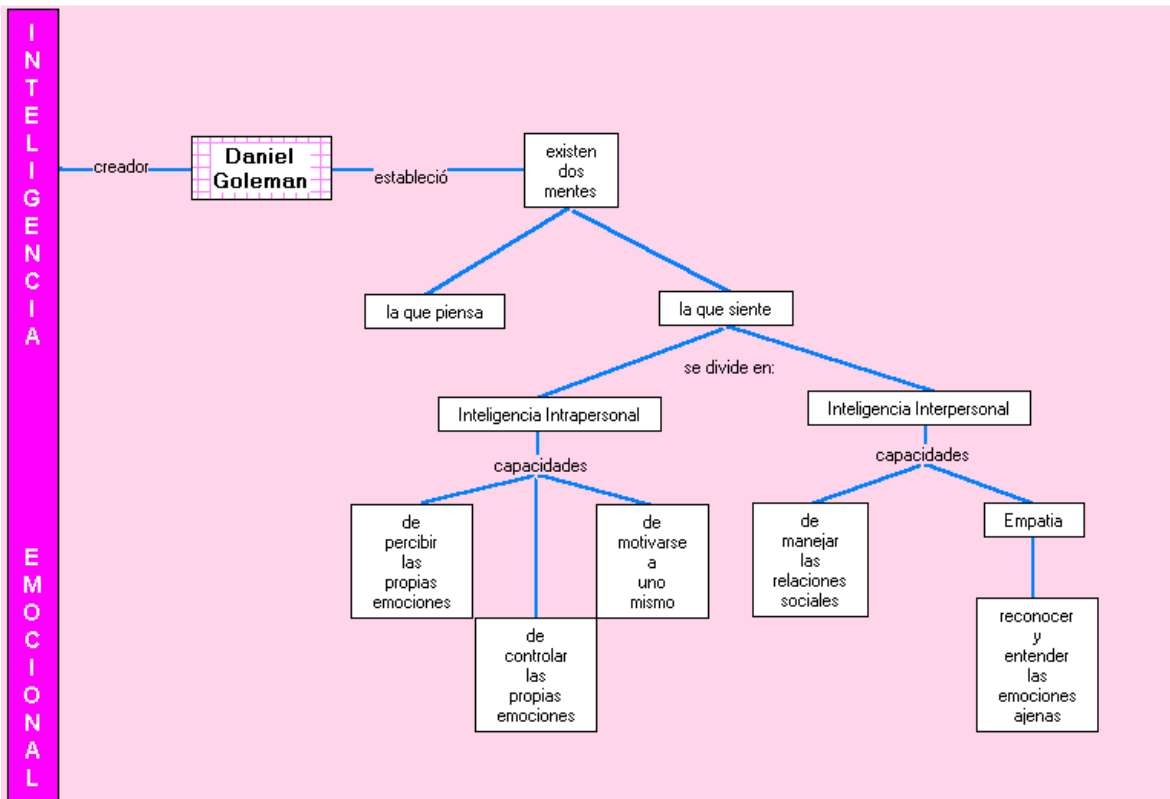 INTELIGENCIA
EMOCIONAL
creador
Daniel
Goleman
estableció
existen
dos
mentes
la que piensa
la que siente
se divide en:
Inteligencia Intrapersonal
Inteligencia Interpersonal
capacidades
capacidades
de
percibir
las
propias
emociones
de
controlar
las
propias
emociones
de
motivarse
a
uno
mismo
de
manejar
las
relaciones
sociales
Empatia
reconocer
y
entender
las
emociones
ajenas